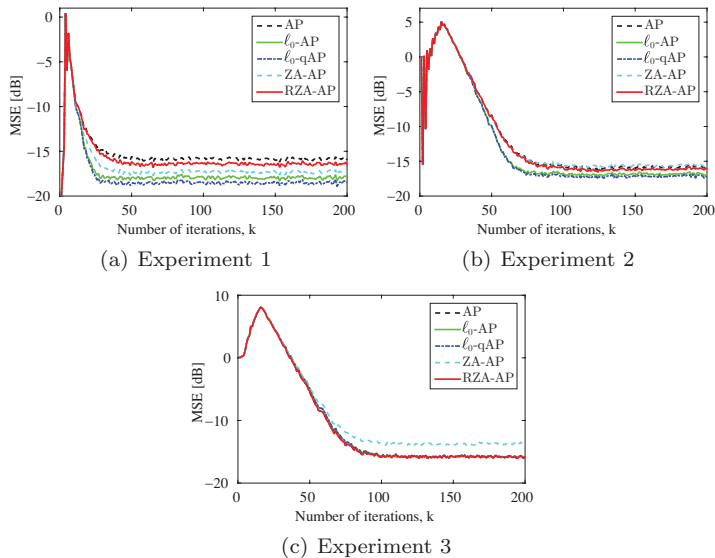 0
−5
−10
−15
−20
MSE [dB]
0 50 100 150 200
Number of iterations, k
AP
ℓ0-AP
ℓ0-qAP
ZA-AP
RZA-AP
(a) Experiment 1
10
5
0
−5
−10
−15
−20
MSE [dB]
0 50 100 150 200
Number of iterations, k
AP
ℓ0-AP
ℓ0-qAP
ZA-AP
RZA-AP
(b) Experiment 2
10
0
−10
−20
MSE [dB]
0 50 100 150 200
Number of iterations, k
AP
ℓ0-AP
ℓ0-qAP
ZA-AP
RZA-AP
(c) Experiment 3